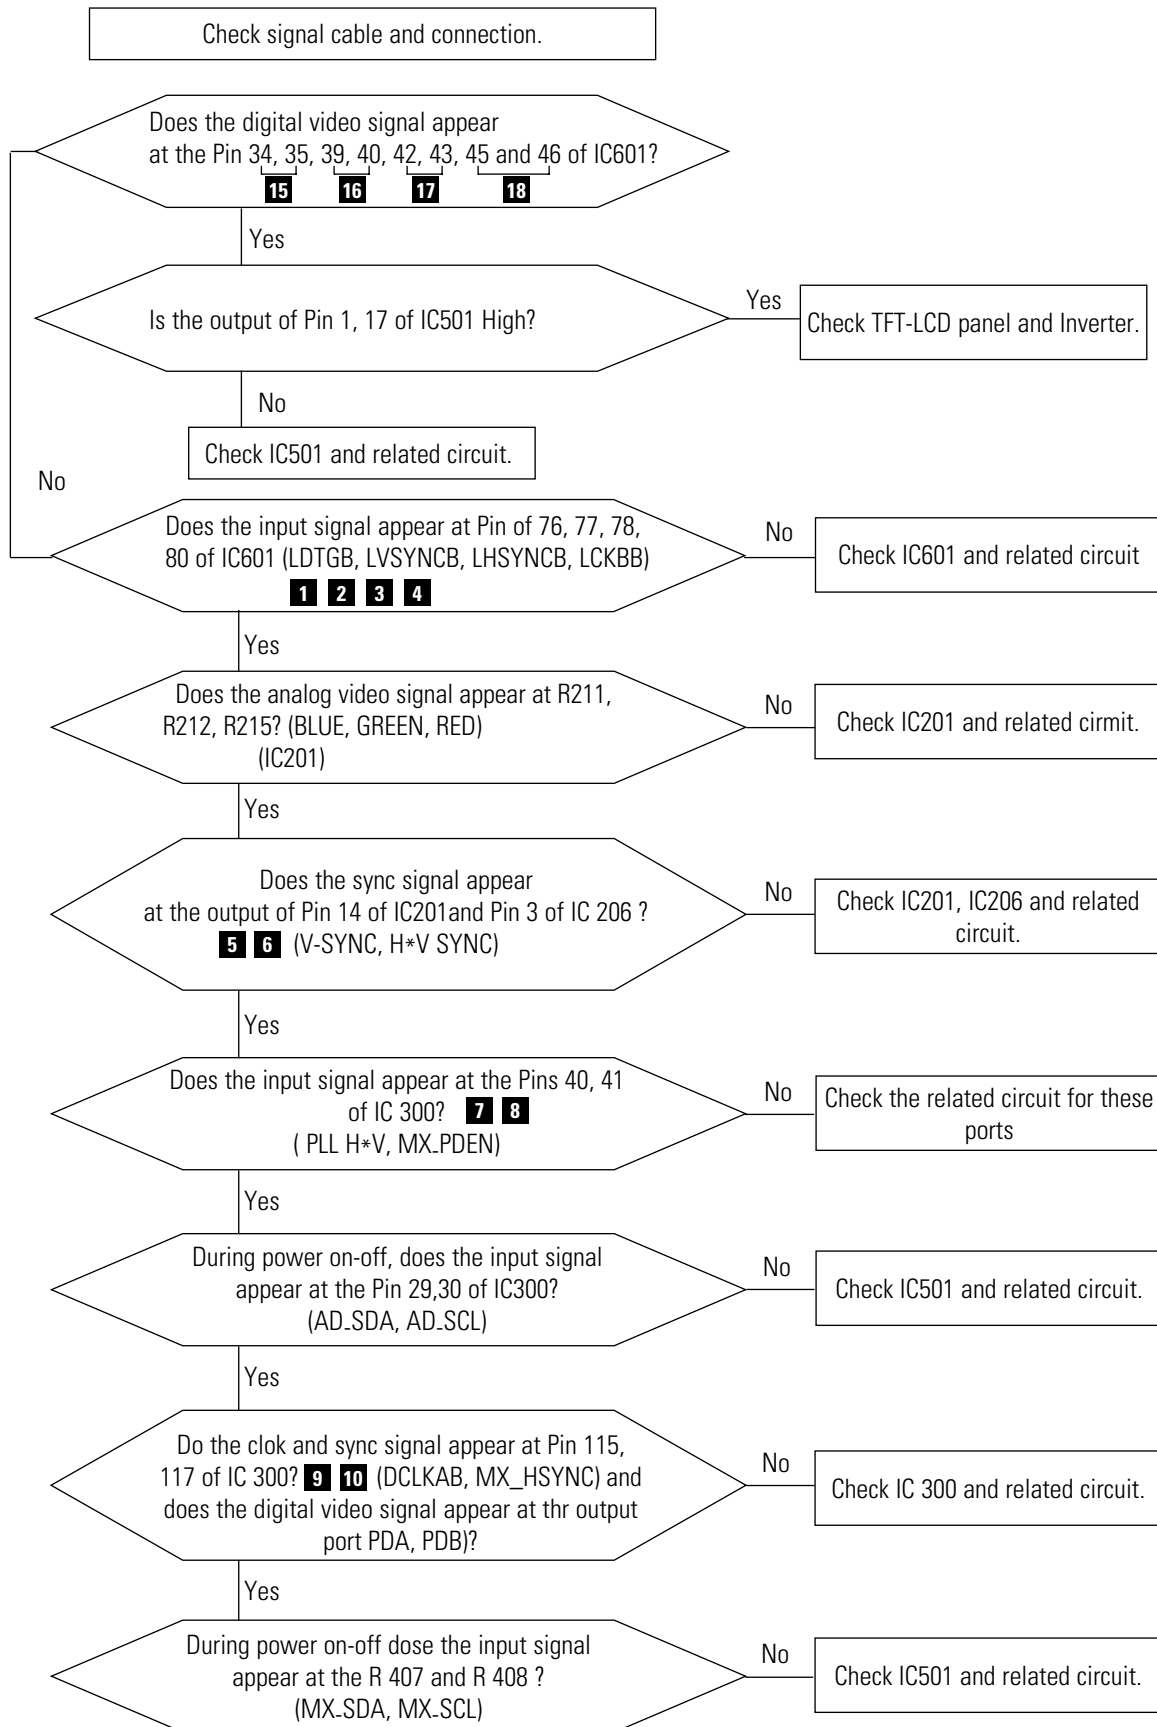 Check signal cable and connection.
Does the digital video signal appear
at the Pin 34, 35, 39, 40, 42, 43, 45 and 46 of IC601?
15 16 17 18
Yes
Is the output of Pin 1, 17 of IC501 High?
Yes
Check TFT-LCD panel and Inverter.
No
Check IC501 and related circuit.
No
Does the input signal appear at Pin of 76, 77, 78,
80 of IC601 (LDTGB, LVSYNCB, LHSYNCB, LCKBB)
1 2 3 4
No
Check IC601 and related circuit
Yes
Does the analog video signal appear at R211,
R212, R215? (BLUE, GREEN, RED)
(IC201)
No
Check IC201 and related cirmit.
Yes
Does the sync signal appear
at the output of Pin 14 of IC201and Pin 3 of IC 206 ?
5 6 (V-SYNC, H*V SYNC)
No
Check IC201, IC206 and related
circuit.
Yes
Does the input signal appear at the Pins 40, 41
of IC 300? 7 8
( PLL H*V, MX_PDEN)
No
Check the related circuit for these
ports
Yes
During power on-off, does the input signal
appear at the Pin 29,30 of IC300?
(AD_SDA, AD_SCL)
No
Check IC501 and related circuit.
Yes
Do the clok and sync signal appear at Pin 115,
117 of IC 300? 9 10 (DCLKAB, MX_HSYNC) and
does the digital video signal appear at thr output
port PDA, PDB)?
No
Check IC 300 and related circuit.
Yes
During power on-off dose the input signal
appear at the R 407 and R 408 ?
(MX_SDA, MX_SCL)
No
Check IC501 and related circuit.